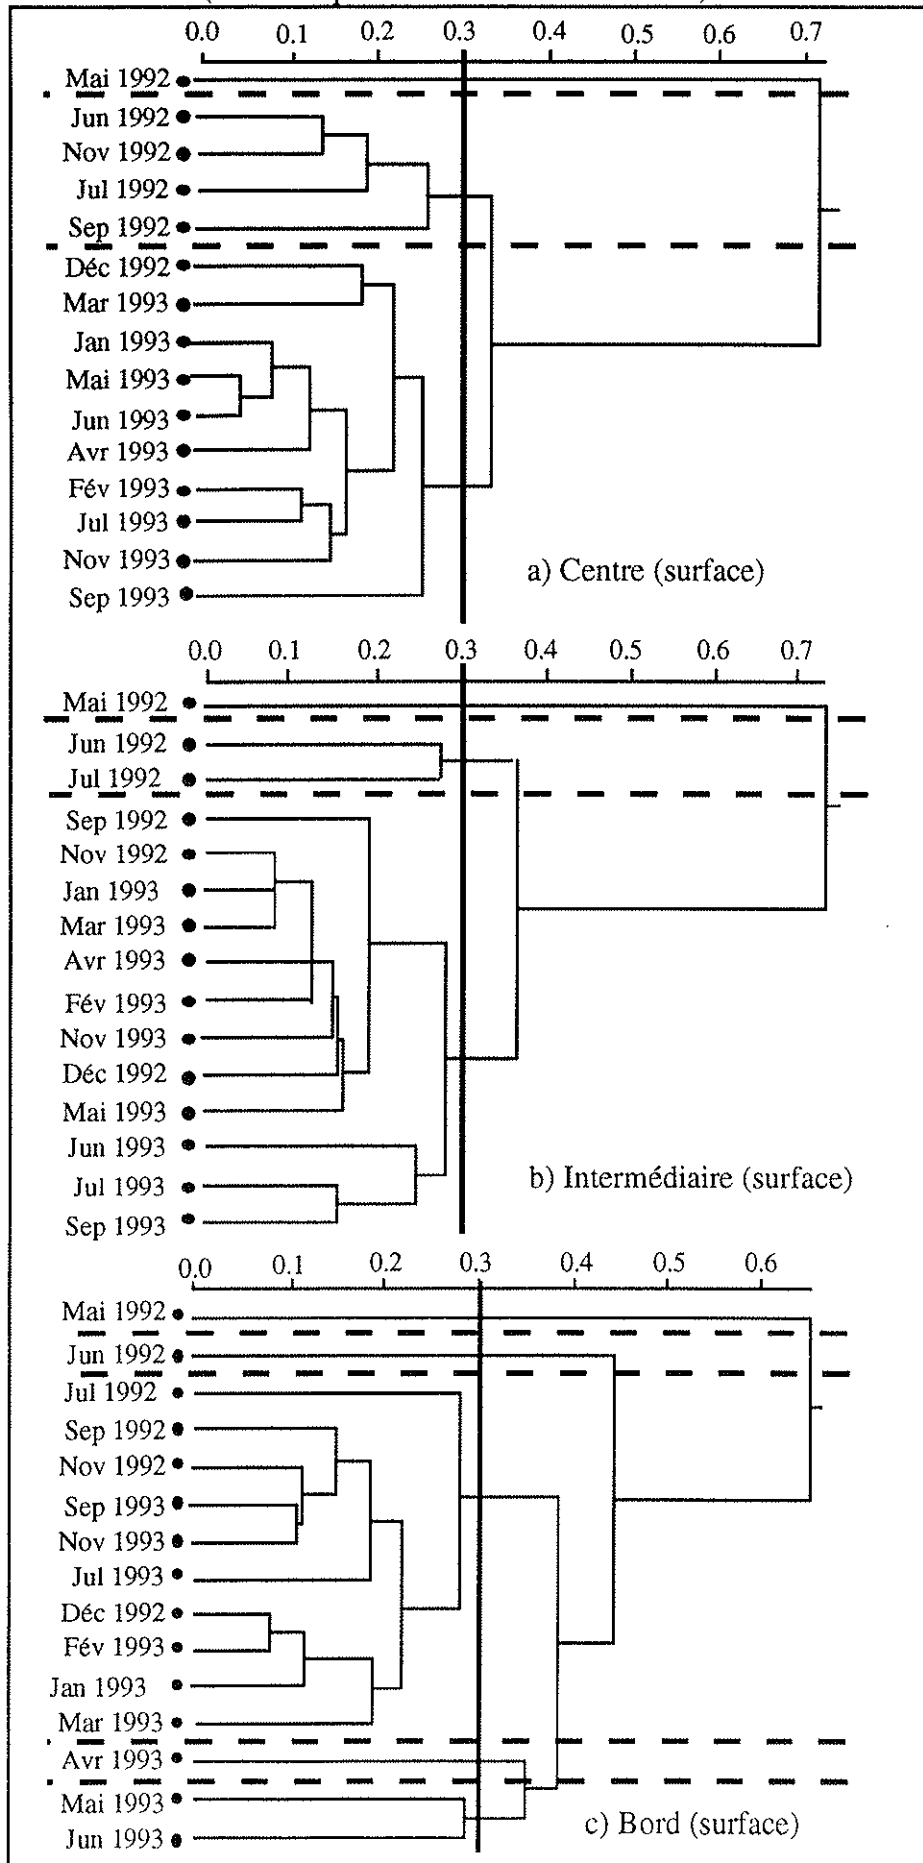 0.0 0.1 0.2 0.3 0.4 0.5 0.6 0.7
Mai 1992
Jun 1992
Nov 1992
Jul 1992
Sep 1992
Déc 1992
Mar 1993
Jan 1993
Mai 1993
Jun 1993
Avr 1993
Fév 1993
Jul 1993
Nov 1993
a) Centre (surface)
Sep 1993
0.0 0.1 0.2 0.3 0.4 0.5 0.6 0.7
Mai 1992
Jun 1992
Jul 1992
Sep 1992
Nov 1992
Jan 1993
Mar 1993
Avr 1993
Fév 1993
Nov 1993
Déc 1992
Mai 1993
Jun 1993
b) Intermédiaire (surface)
Jul 1993
Sep 1993
0.0 0.1 0.2 0.3 0.4 0.5 0.6
Mai 1992
Jun 1992
Jul 1992
Sep 1992
Nov 1992
Sep 1993
Nov 1993
Jul 1993
Déc 1992
Fév 1993
Jan 1993
Mar 1993
Avr 1993
Mai 1993
c) Bord (surface)
Jun 1993